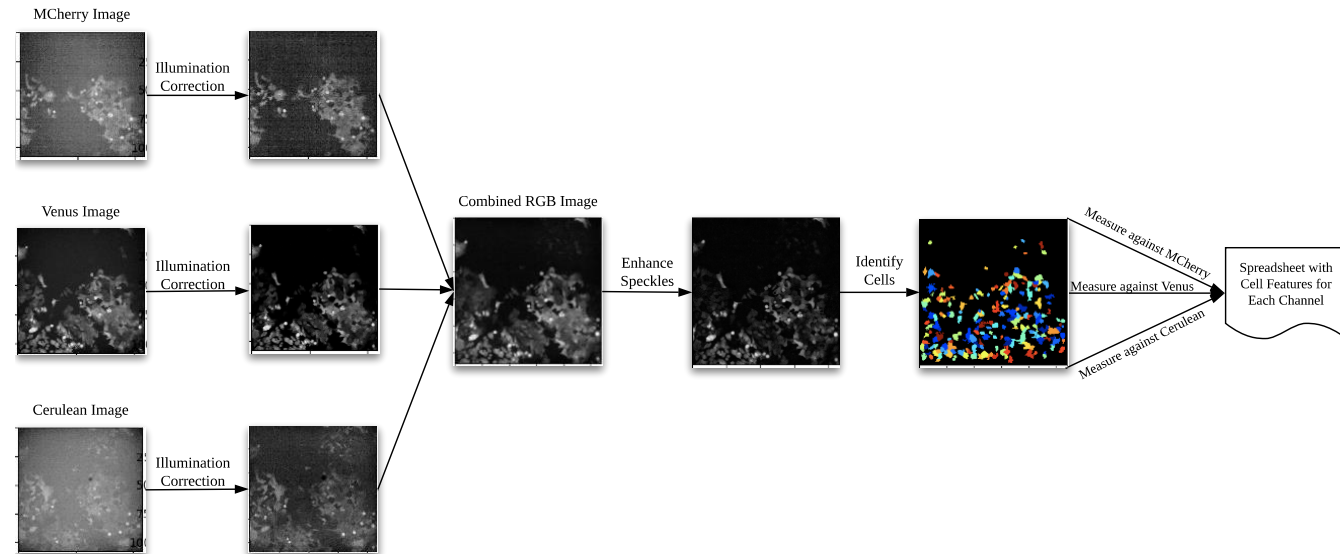 MCherry Image
Illumination
Correction
Venus Image
Illumination
Correction
Cerulean Image
Illumination
Correction
Combined RGB Image
Enhance
Speckles
Identify
Cells
Measure against MCherry
Measure against Venus
Measure against Cerulean
Spreadsheet with
Cell Features for
Each Channel